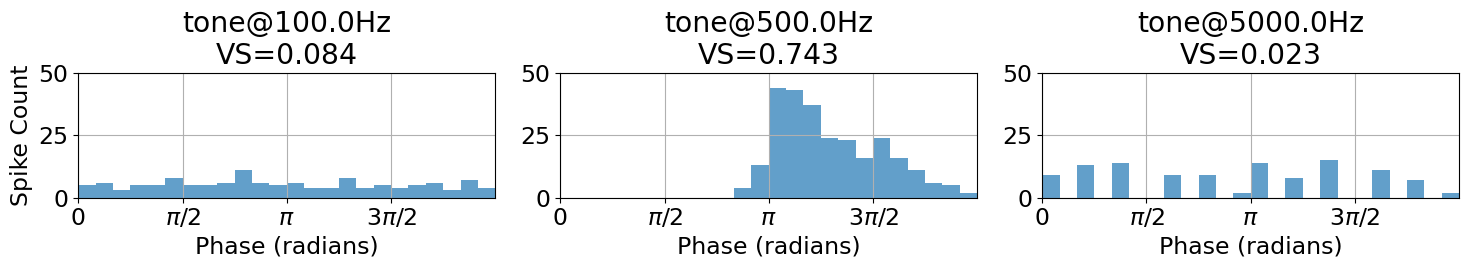 tone@100.0Hz
VS=0.084
tone@500.0Hz
VS=0.743
tone@5000.0Hz
VS=0.023
Spike Count
50
25
0
0 π/2 π 3π/2
Phase (radians)
50
25
0
0 π/2 π 3π/2
Phase (radians)
50
25
0
0 π/2 π 3π/2
Phase (radians)